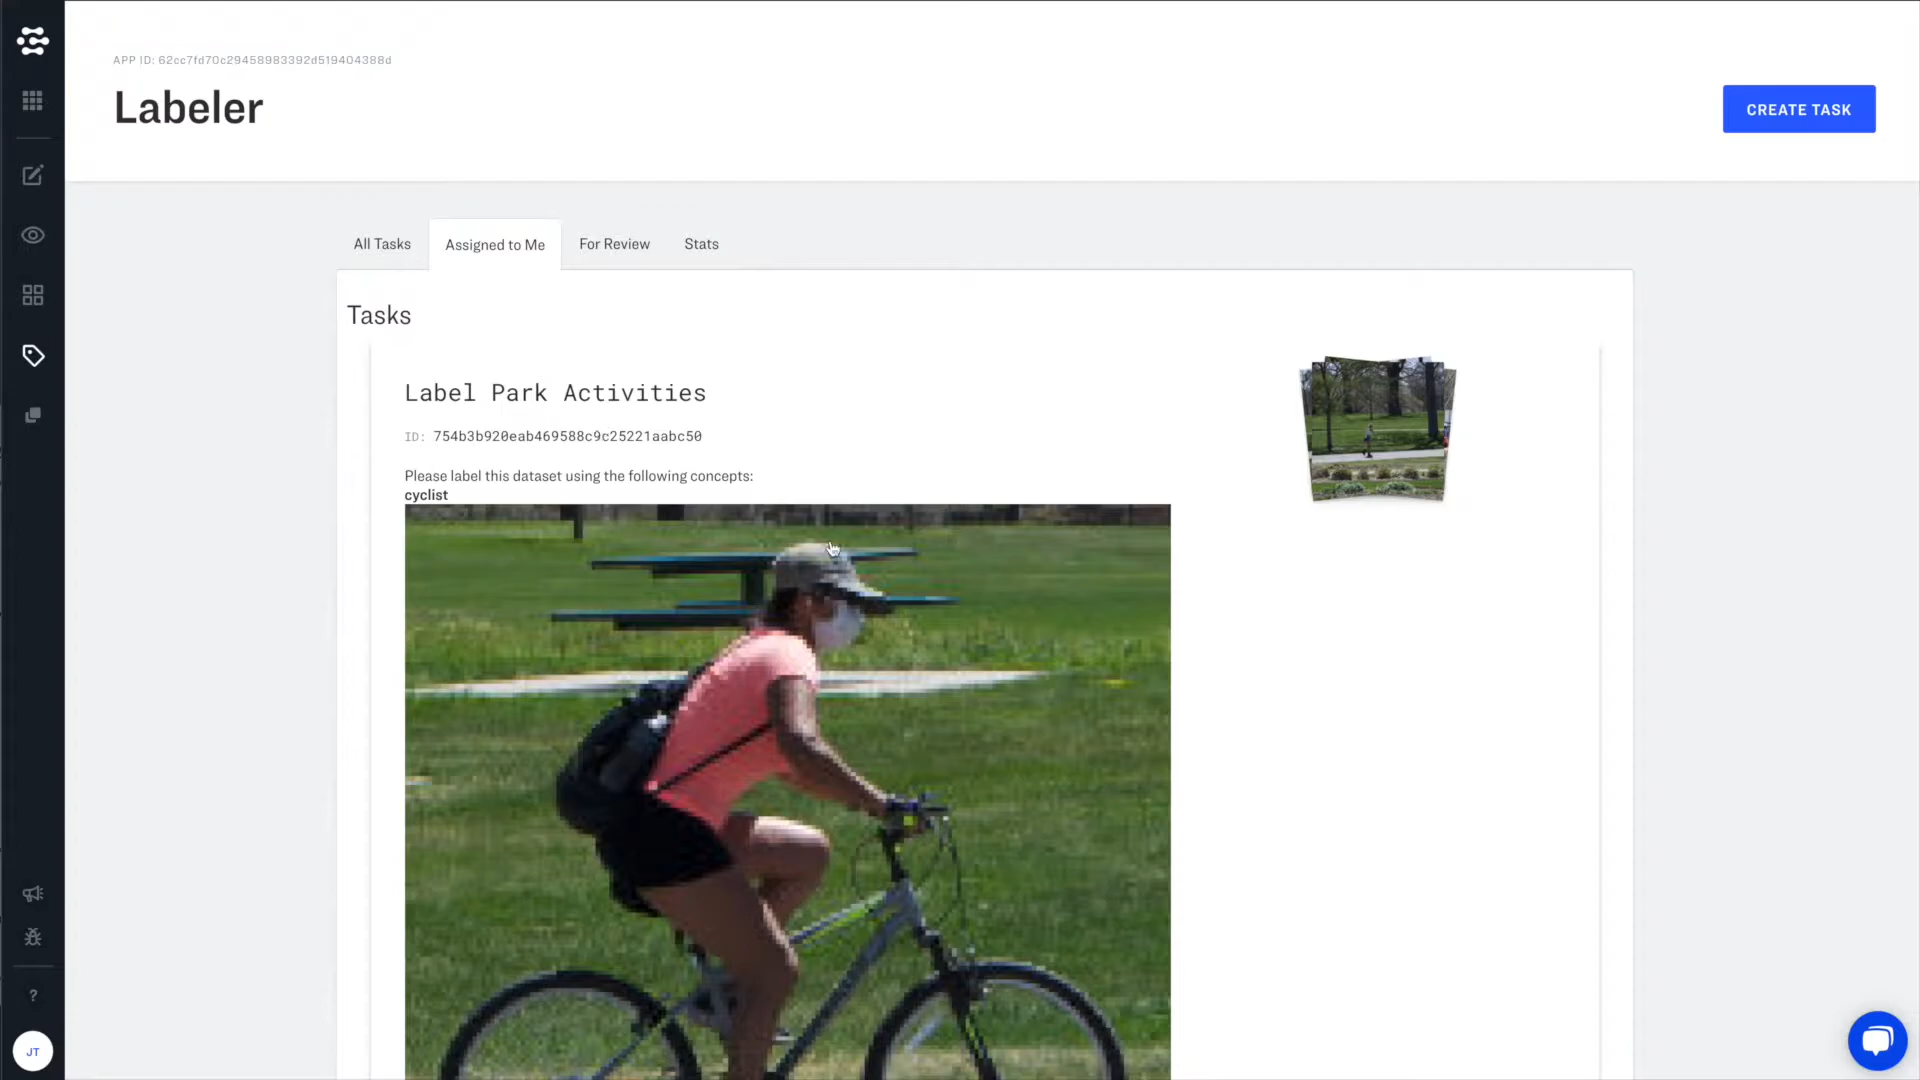 APP ID: 62cc7fd70c29458983392d519404388d
Labeler
CREATE TASK
All Tasks
Assigned to Me
For Review
Stats
Tasks
Label Park Activities
ID: 754b3b920eab469588c9c25221aabc50
Please label this dataset using the following concepts:
cyclist
?
JT